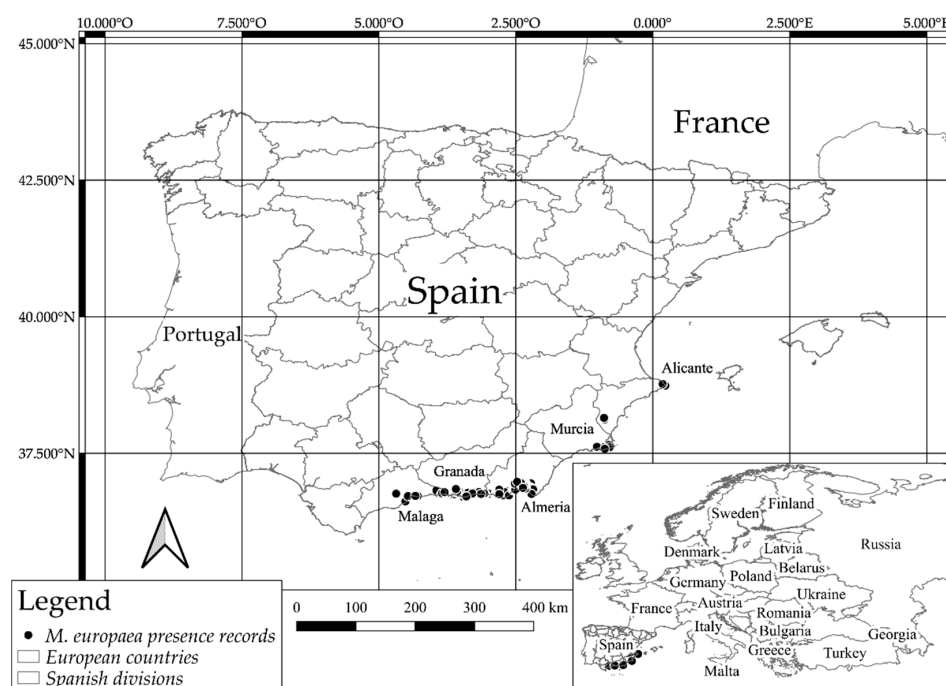 10.000°O 7.500°O 5.000°O 2.500°O 0.000° 2.500°E 5.000°E
45.000°N
France
42.500°N
Spain
40.000°N
Portugal
Alicante
Murcia
37.500°N
Granada
Malaga
Almeria
Legend
M. europaea presence records
European countries
Spanish divisions
0 100 200 300 400 km
Finland
Sweden
Russia
Denmark
Latvia
Belarus
Germany
Poland
Ukraine
France
Austria
Romania
Italy
Bulgaria
Georgia
Spain
Greece
Turkey
Malta